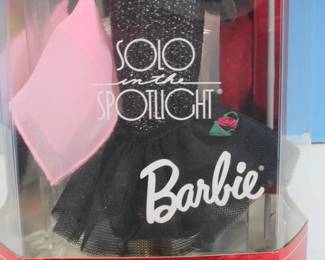 SOLO
in the
SPOTLIGHT
Barbie